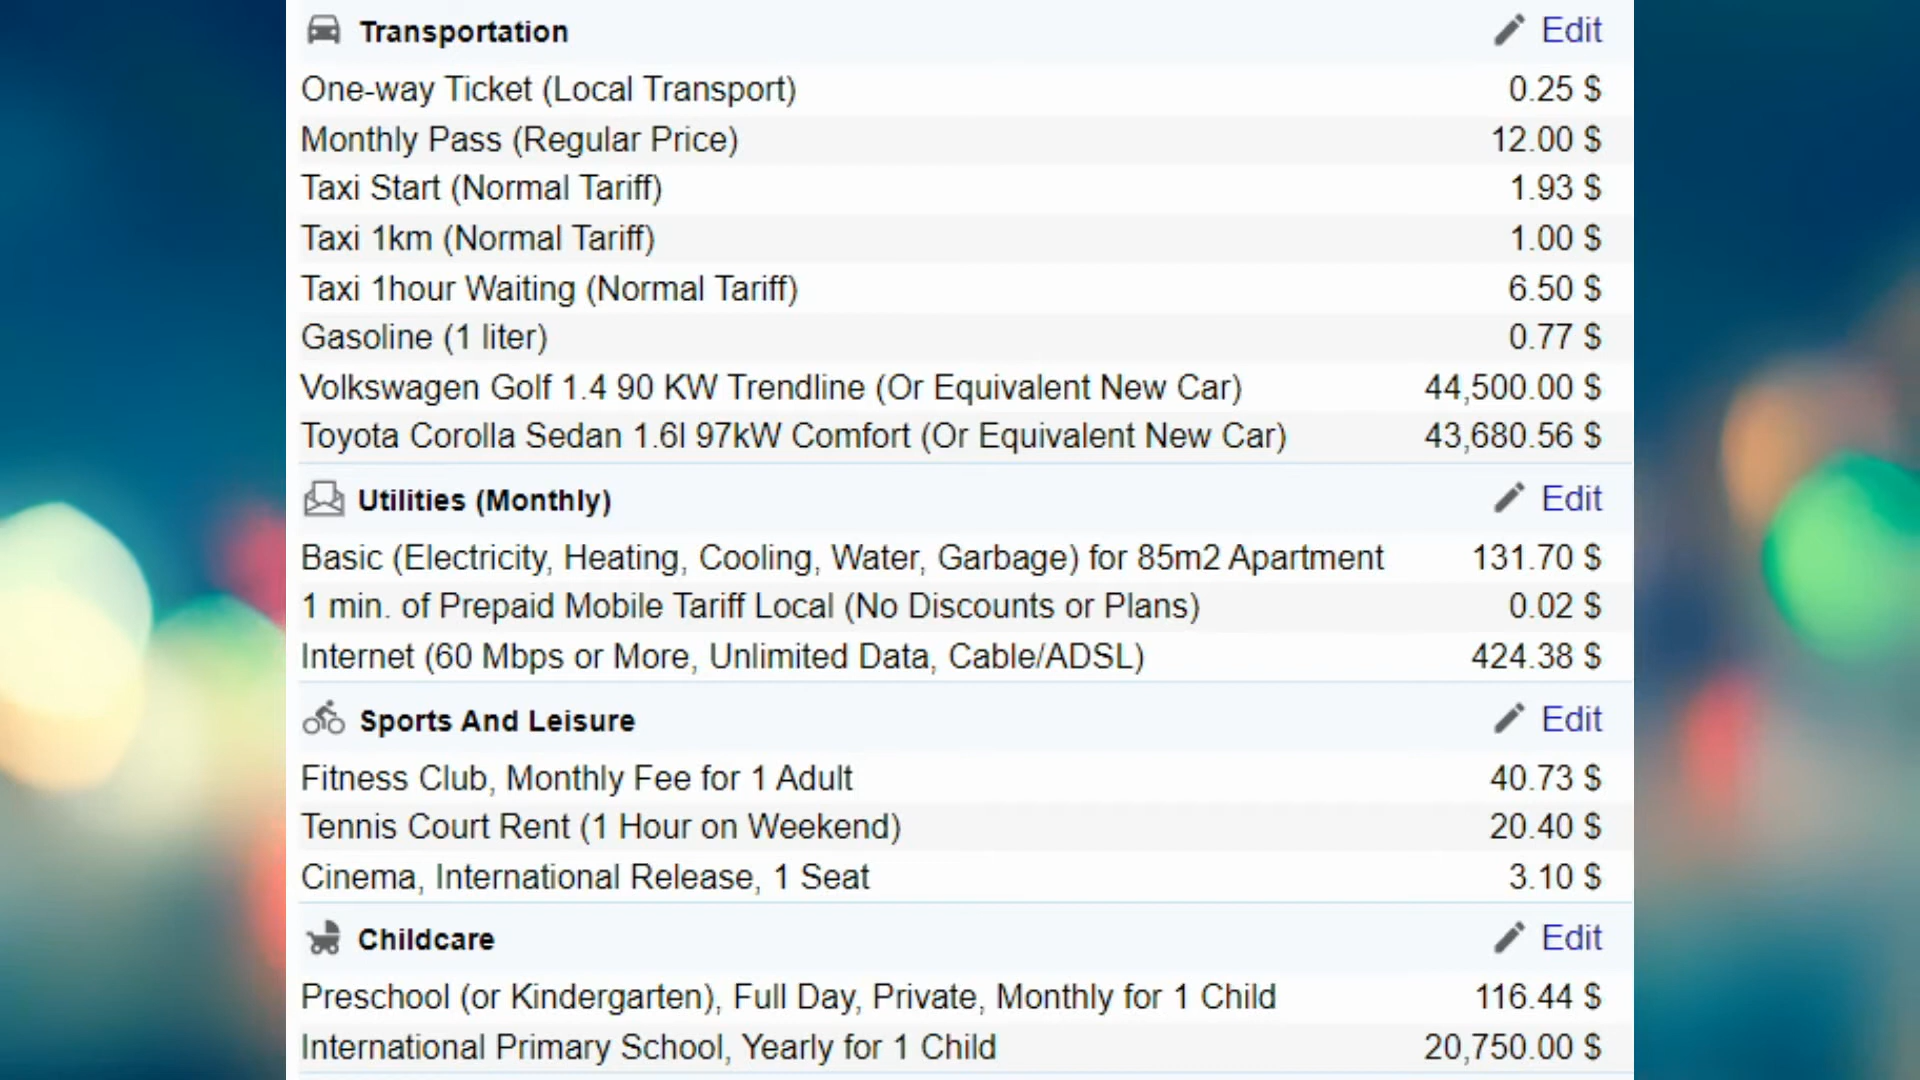 Transportation Edit
One-way Ticket (Local Transport) 0.25 $
Monthly Pass (Regular Price) 12.00 $
Taxi Start (Normal Tariff) 1.93 $
Taxi 1km (Normal Tariff) 1.00 $
Taxi 1hour Waiting (Normal Tariff) 6.50 $
Gasoline (1 liter) 0.77 $
Volkswagen Golf 1.4 90 KW Trendline (Or Equivalent New Car) 44,500.00 $
Toyota Corolla Sedan 1.6l 97kW Comfort (Or Equivalent New Car) 43,680.56 $
Utilities (Monthly) Edit
Basic (Electricity, Heating, Cooling, Water, Garbage) for 85m2 Apartment 131.70 $
1 min. of Prepaid Mobile Tariff Local (No Discounts or Plans) 0.02 $
Internet (60 Mbps or More, Unlimited Data, Cable/ADSL) 424.38 $
Sports And Leisure Edit
Fitness Club, Monthly Fee for 1 Adult 40.73 $
Tennis Court Rent (1 Hour on Weekend) 20.40 $
Cinema, International Release, 1 Seat 3.10 $
Childcare Edit
Preschool (or Kindergarten), Full Day, Private, Monthly for 1 Child 116.44 $
International Primary School, Yearly for 1 Child 20,750.00 $